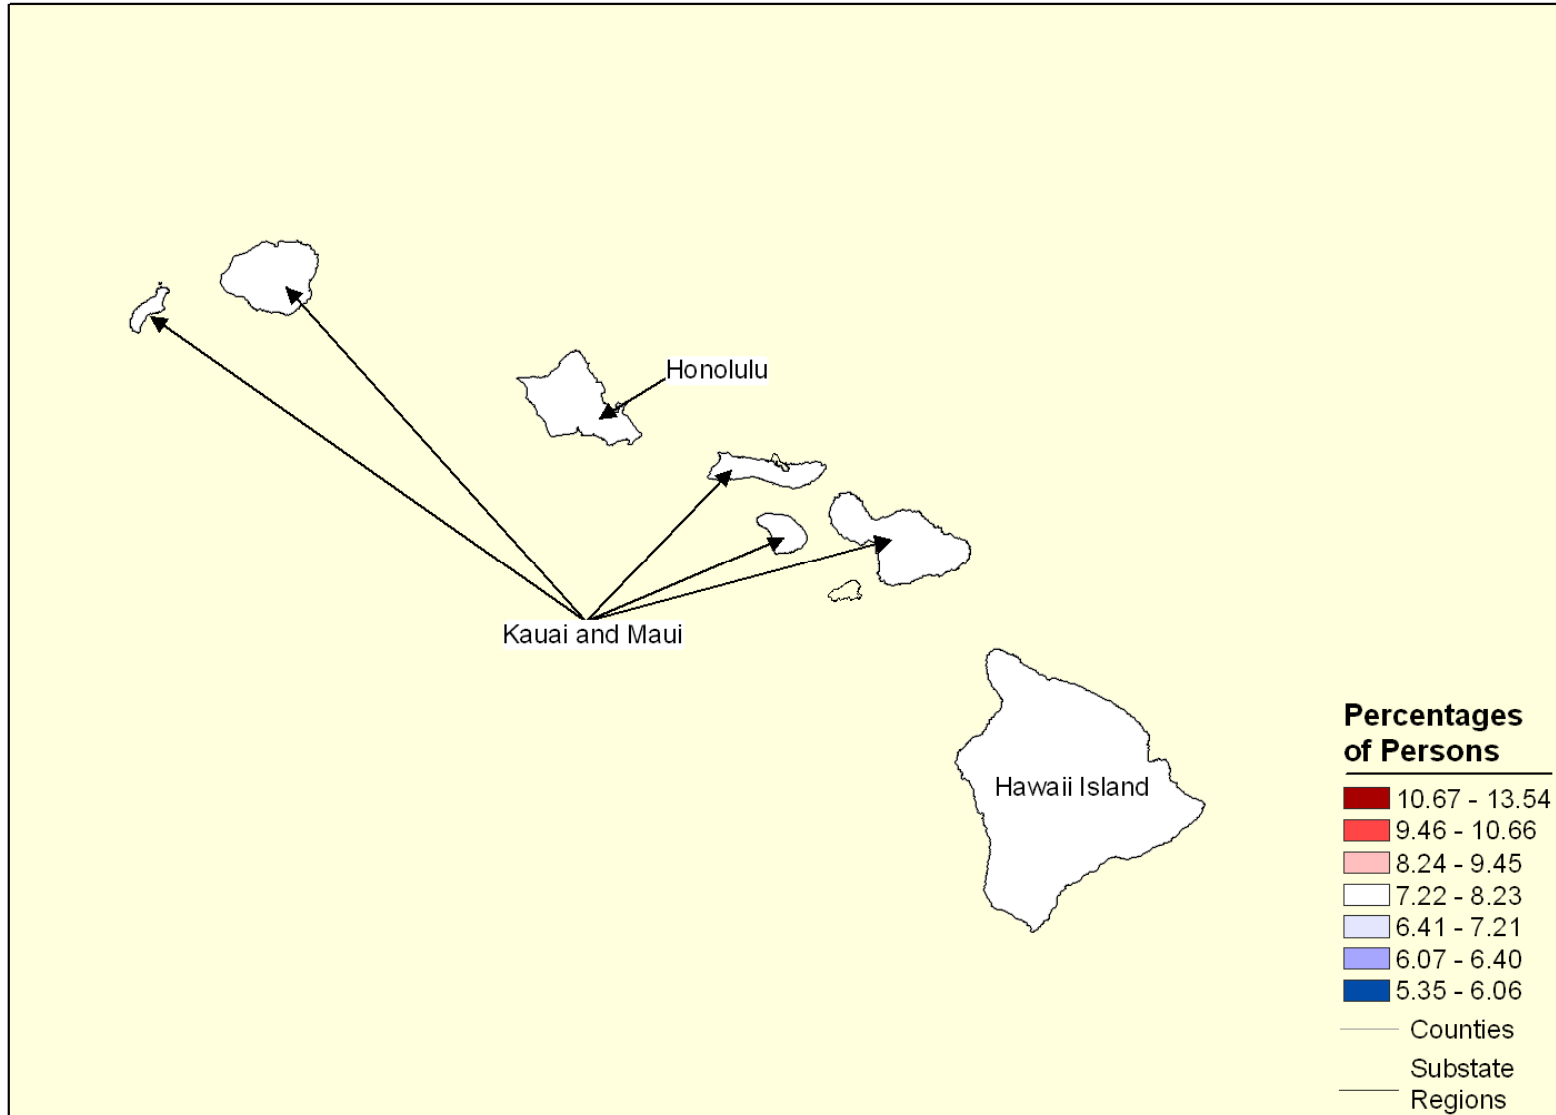 Honolulu
Kauai and Maui
Hawaii Island
Percentages
of Persons
10.67 - 13.54
9.46 - 10.66
8.24 - 9.45
7.22 - 8.23
6.41 - 7.21
6.07 - 6.40
5.35 - 6.06
Counties
Substate
Regions